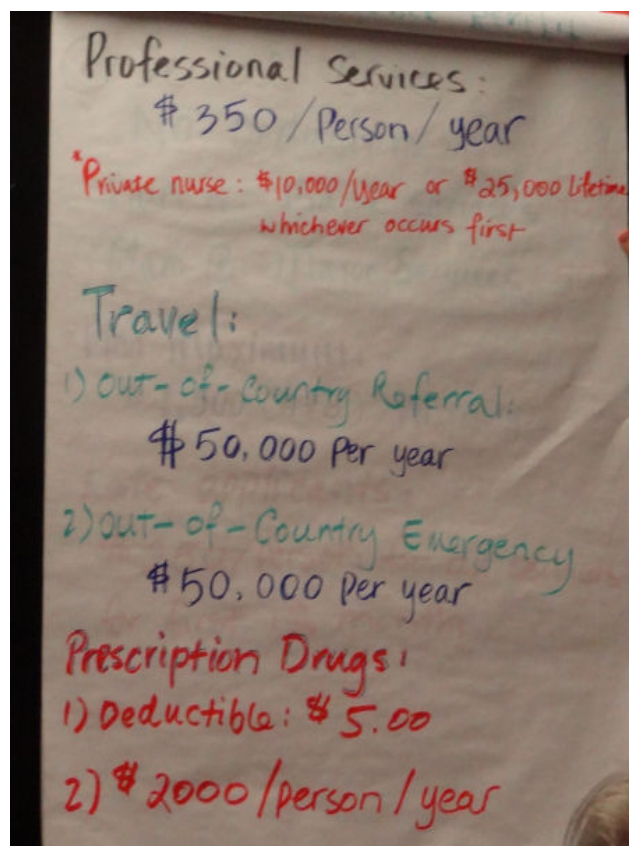 Professional Services:
$350/Person/year
*Private nurse: $10,000/year or $25,000 Lifetime
whichever occurs first
Travel:
1) Out-of-Country Referral:
$50,000 Per year
2) Out-of-Country Emergency
$50,000 Per year
Prescription Drugs:
1) Deductible: $5.00
2) $2000/person/year